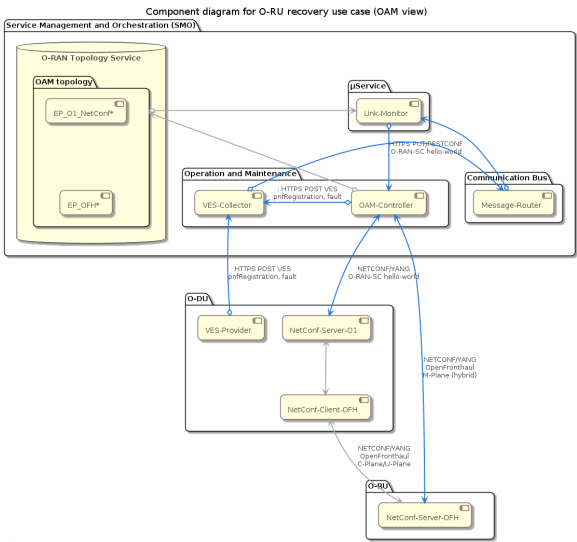 Component diagram for O-RU recovery use case (OAM view)
Service Management and Orchestration (SMO)
O-RAN Topology Service
OAM topology
EP_O1_NetConf*
EP_OFH*
µService
Link-Monitor
HTTPS PUT/RESTCONF
O-RAN-SC hello-world
Operation and Maintenance
VES-Collector
: HTTPS POST VES
pnfRegistration, fault
OAM-Controller
Communication Bus
Message-Router
HTTPS POST VES
pnfRegistration, fault
NETCONF/YANG
O-RAN-SC hello-world
O-DU
VES-Provider
NetConf-Server-O1
NetConf-Client-OFH
NETCONF/YANG
OpenFronthaul
M-Plane (hybrid)
NETCONF/YANG
OpenFronthaul
C-Plane/U-Plane
O-RU
NetConf-Server-OFH